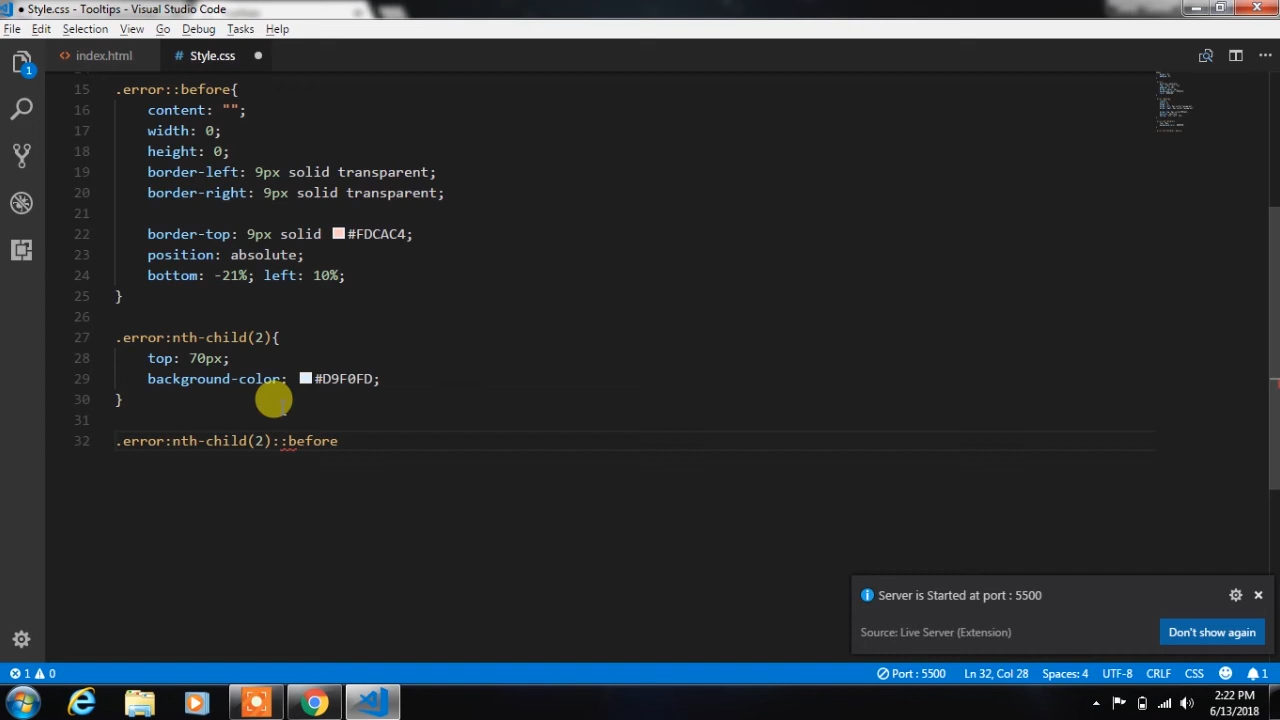 Style.css - Tooltips - Visual Studio Code
File Edit Selection View Go Debug Tasks Help
1
index.html Style.css
15 .error::before{
16 content: "";
17 width: 0;
18 height: 0;
19 border-left: 9px solid transparent;
20 border-right: 9px solid transparent;
21
22 border-top: 9px solid #FDCAC4;
23 position: absolute;
24 bottom: -21%; left: 10%;
25 }
26
27 .error:nth-child(2){
28 top: 70px;
29 background-color: #D9F0FD;
30 }
31
32 .error:nth-child(2)::before
Server is Started at port : 5500
Source: Live Server (Extension) Don't show again
1 0 Port : 5500 Ln 32, Col 28 Spaces: 4 UTF-8 CRLF CSS 1
2:22 PM
6/13/2018